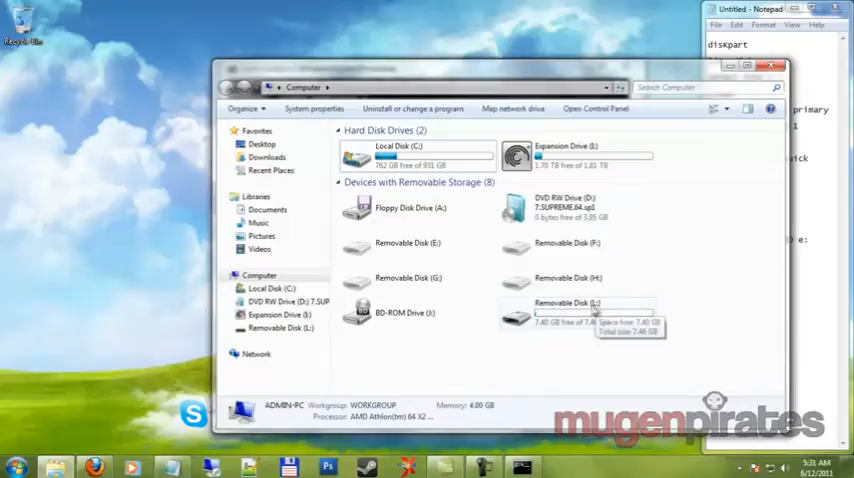 Recycle Bin
Untitled - Notepad
File Edit Format View Help
diskpart
primary
1
quick
e:
Computer
Search Computer
Organize System properties Uninstall or change a program Map network drive Open Control Panel
Favorites
Desktop
Downloads
Recent Places
Libraries
Documents
Music
Pictures
Videos
Computer
Local Disk (C:)
DVD RW Drive (D:) 7.SUP
Expansion Drive (I:)
Removable Disk (L:)
Network
Hard Disk Drives (2)
Local Disk (C:)
762 GB free of 931 GB
Expansion Drive (I:)
1.70 TB free of 1.81 TB
Devices with Removable Storage (8)
Floppy Disk Drive (A:)
DVD RW Drive (D:)
7.SUPREME.64.sp1
0 bytes free of 3.85 GB
Removable Disk (E:)
Removable Disk (F:)
Removable Disk (G:)
Removable Disk (H:)
BD-ROM Drive (J:)
Removable Disk (L:)
7.40 GB free of 7.46
Space free: 7.40 GB
Total size: 7.46 GB
ADMIN-PC Workgroup: WORKGROUP Memory: 4.00 GB
Processor: AMD Athlon(tm) 64 X2 ...
mugenpirates
Ps
5:31 AM
6/12/2011